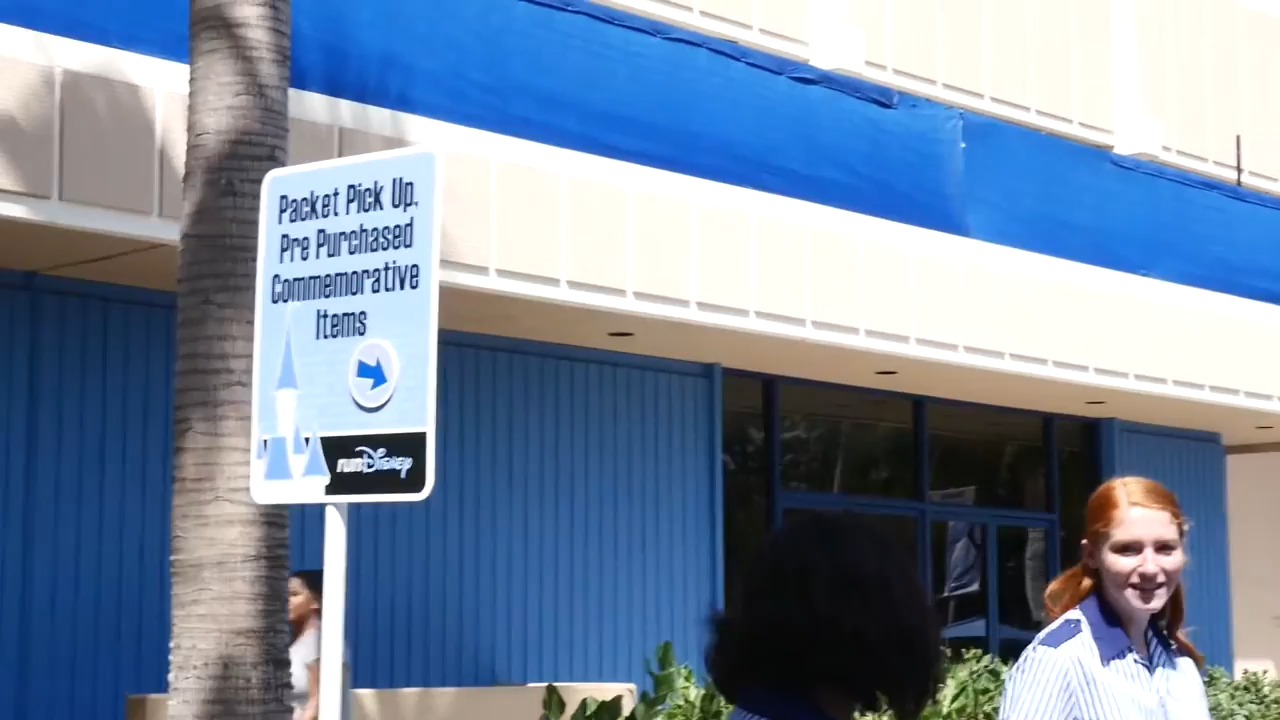 Packet Pick Up,
Pre Purchased
Commemorative
Items
runDisney